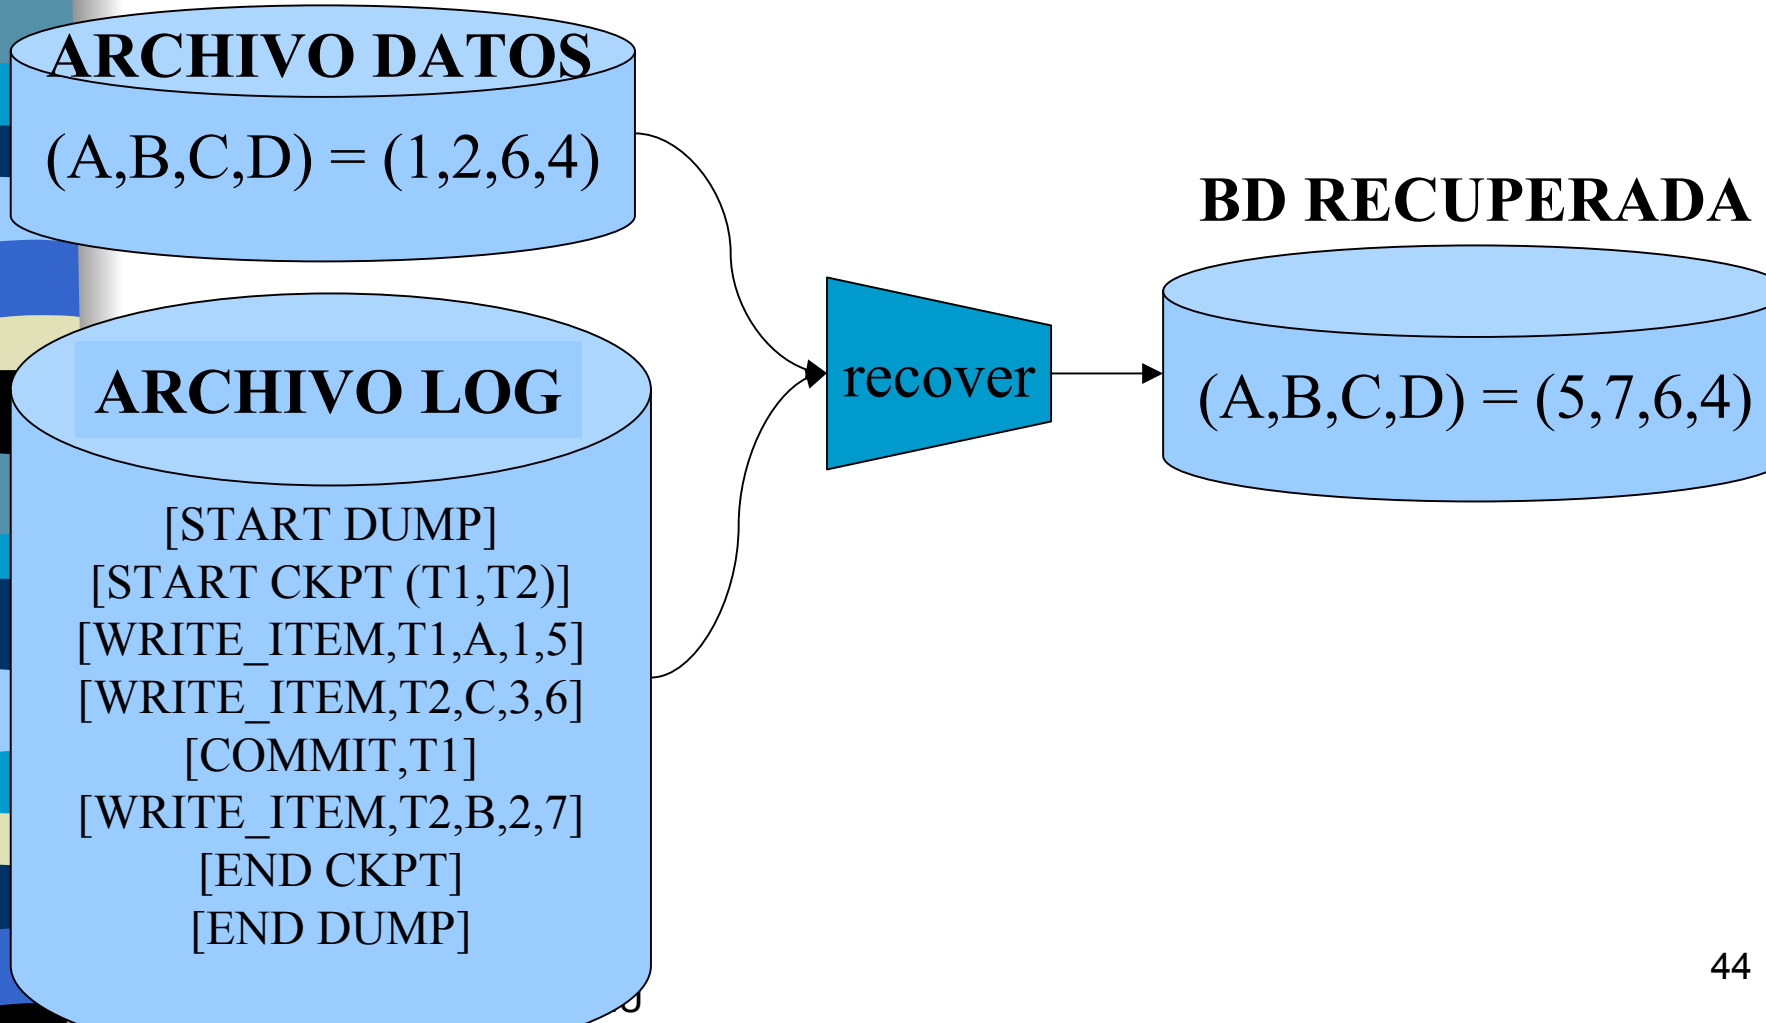 ARCHIVO DATOS
(A,B,C,D) = (1,2,6,4)
ARCHIVO LOG
[START DUMP]
[START CKPT (T1,T2)]
[WRITE_ITEM,T1,A,1,5]
[WRITE_ITEM,T2,C,3,6]
[COMMIT,T1]
[WRITE_ITEM,T2,B,2,7]
[END CKPT]
[END DUMP]
recover
BD RECUPERADA
(A,B,C,D) = (5,7,6,4)
44